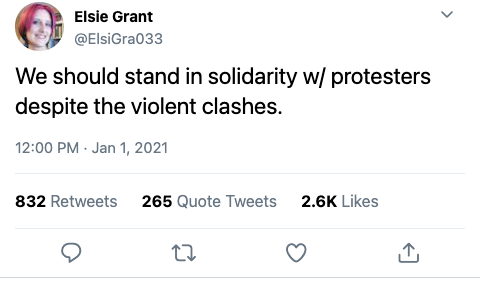 Elsie Grant
@ElsiGra033
We should stand in solidarity w/ protesters
despite the violent clashes.
12:00 PM · Jan 1, 2021
832 Retweets 265 Quote Tweets 2.6K Likes